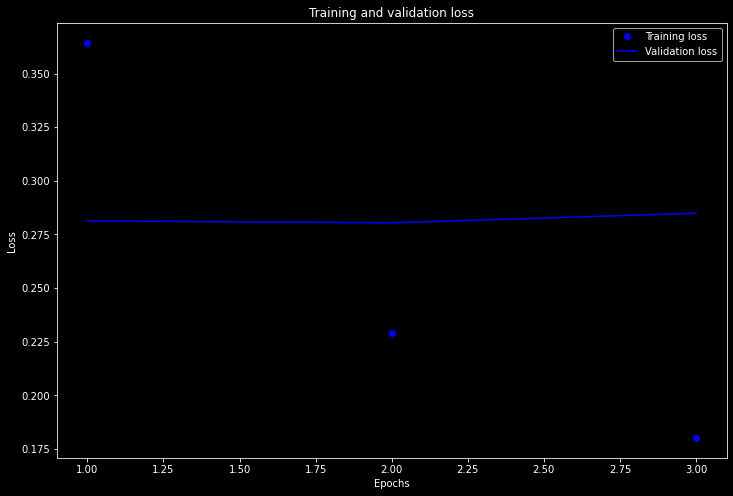 Training and validation loss
Training loss
Validation loss
0.350
0.325
0.300
0.275
0.250
0.225
0.200
0.175
Loss
1.00 1.25 1.50 1.75 2.00 2.25 2.50 2.75 3.00
Epochs